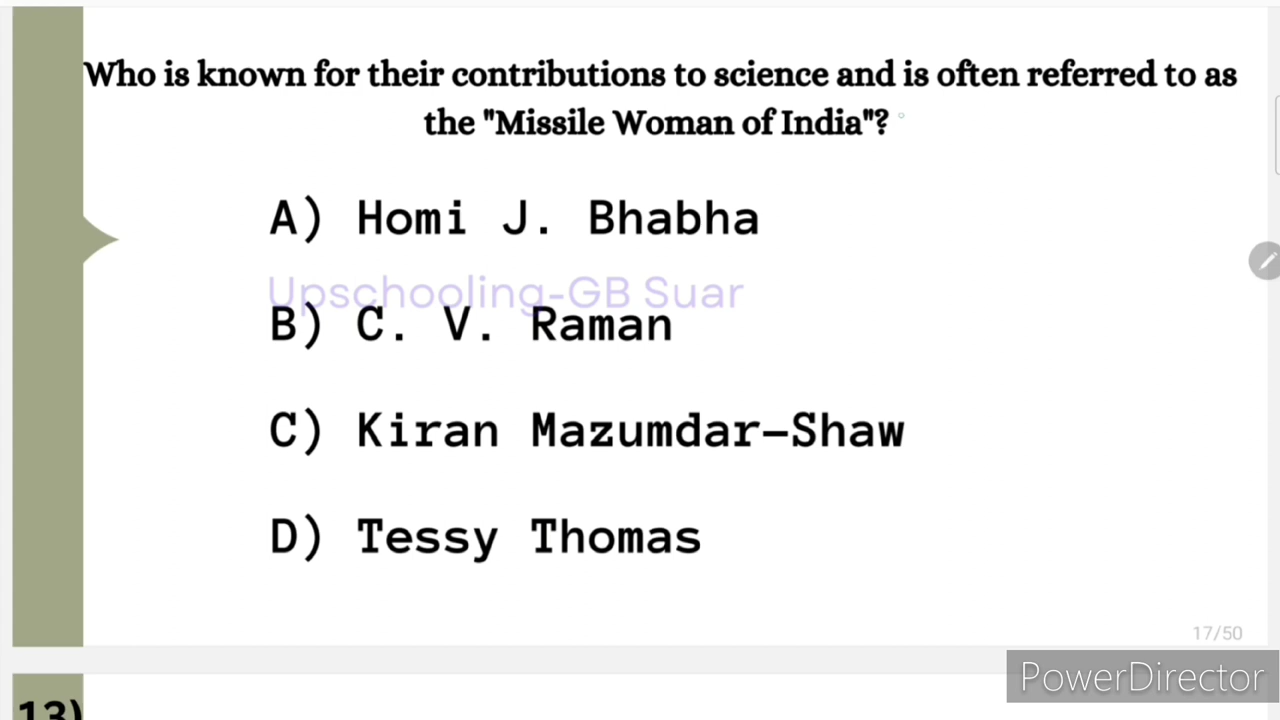 Who is known for their contributions to science and is often referred to as
the "Missile Woman of India"?
A) Homi J. Bhabha
Upschooling-GB Suar
B) C. V. Raman
C) Kiran Mazumdar-Shaw
D) Tessy Thomas
17/50
PowerDirector
13)